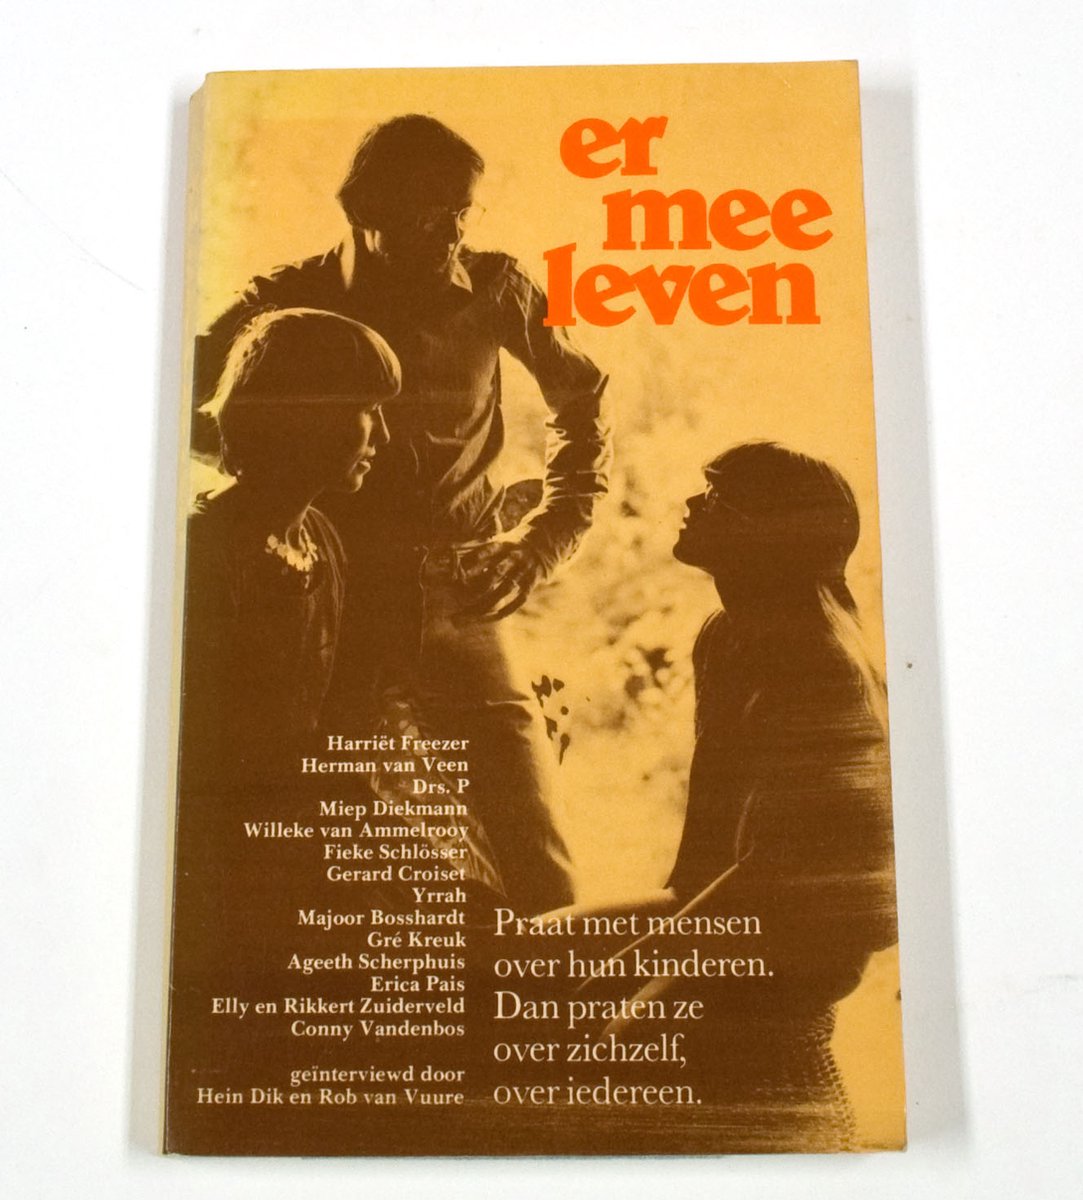 er
mee
leven
Harriët Freezer
Herman van Veen
Drs. P
Miep Diekmann
Willeke van Ammelrooy
Fieke Schlösser
Gerard Croiset
Yrrah
Majoor Bosshardt
Gré Kreuk
Ageeth Scherphuis
Erica Pais
Elly en Rikkert Zuiderveld
Conny Vandenbos
geïnterviewd door
Hein Dik en Rob van Vuure
Praat met mensen
over hun kinderen.
Dan praten ze
over zichzelf,
over iedereen.